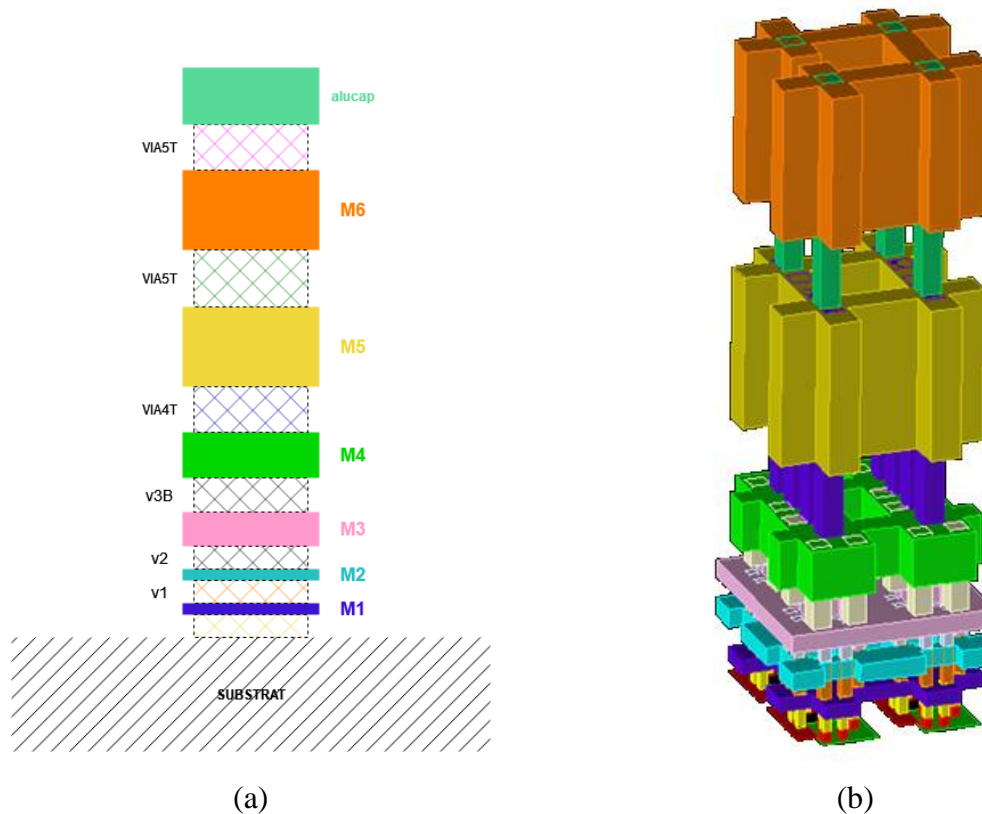 alucap
VIA5T
M6
VIA5T
M5
VIA4T
M4
v3B
M3
v2
M2
v1
M1
SUBSTRAT
(a)
(b)